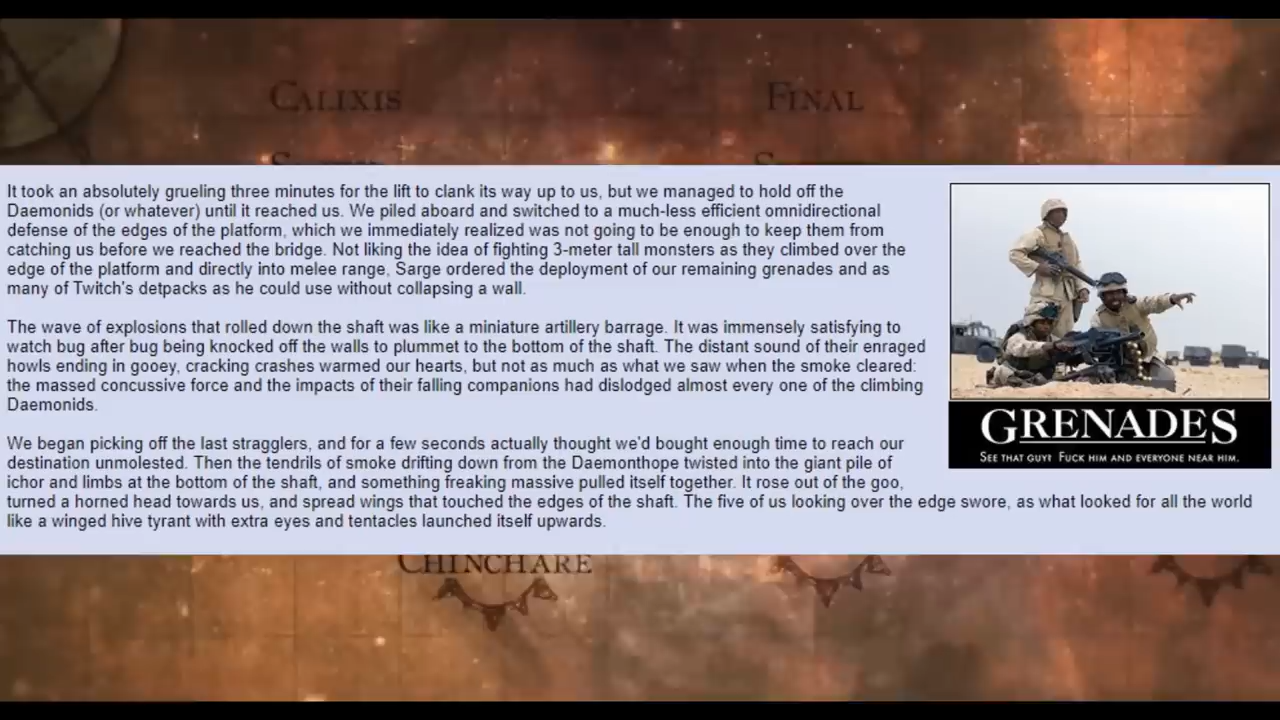 CALIXIS
FINAL
It took an absolutely grueling three minutes for the lift to clank its way up to us, but we managed to hold off the
Daemonids (or whatever) until it reached us. We piled aboard and switched to a much-less efficient omnidirectional
defense of the edges of the platform, which we immediately realized was not going to be enough to keep them from
catching us before we reached the bridge. Not liking the idea of fighting 3-meter tall monsters as they climbed over the
edge of the platform and directly into melee range, Sarge ordered the deployment of our remaining grenades and as
many of Twitch's detpacks as he could use without collapsing a wall.
The wave of explosions that rolled down the shaft was like a miniature artillery barrage. It was immensely satisfying to
watch bug after bug being knocked off the walls to plummet to the bottom of the shaft. The distant sound of their enraged
howls ending in gooey, cracking crashes warmed our hearts, but not as much as what we saw when the smoke cleared:
the massed concussive force and the impacts of their falling companions had dislodged almost every one of the climbing
Daemonids.
We began picking off the last stragglers, and for a few seconds actually thought we'd bought enough time to reach our
destination unmolested. Then the tendrils of smoke drifting down from the Daemonthope twisted into the giant pile of
ichor and limbs at the bottom of the shaft, and something freaking massive pulled itself together. It rose out of the goo,
turned a horned head towards us, and spread wings that touched the edges of the shaft. The five of us looking over the edge swore, as what looked for all the world
like a winged hive tyrant with extra eyes and tentacles launched itself upwards.
GRENADES
SEE THAT GUY? FUCK HIM AND EVERYONE NEAR HIM.
CHINCHARE